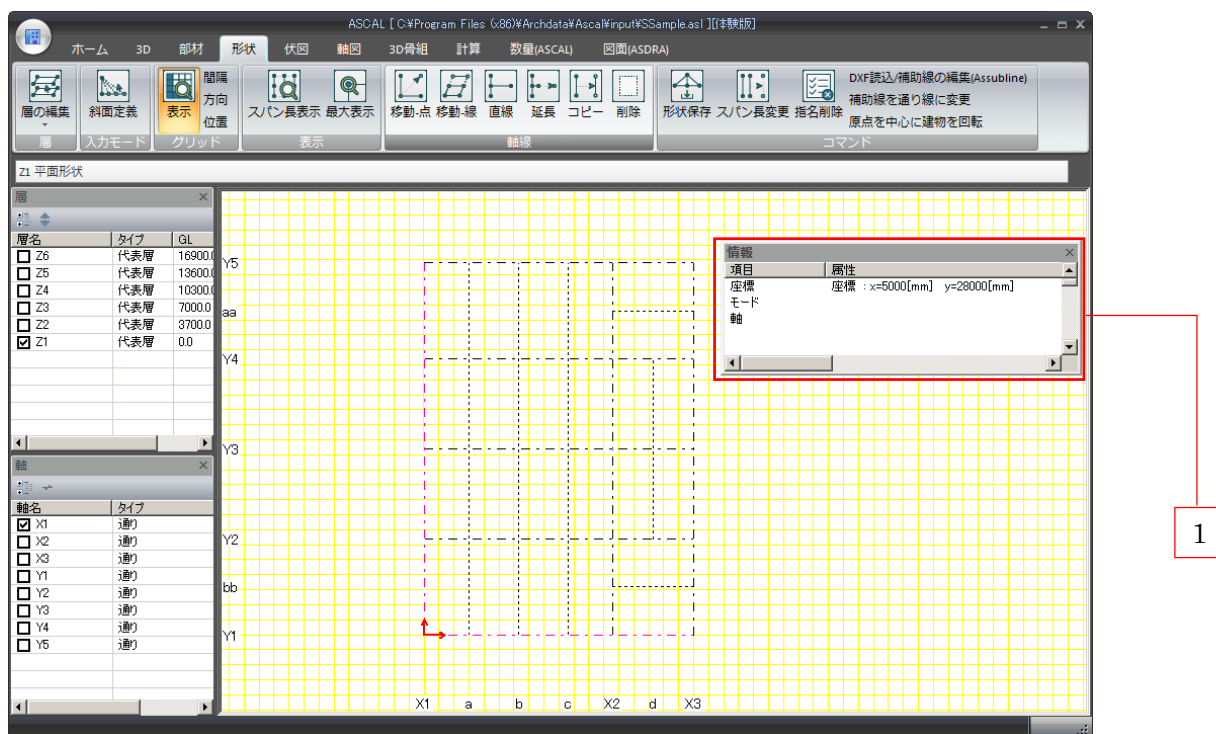 ASCAL [ C:¥Program Files (x86)¥Archdata¥Ascal¥input¥SSample.asl ][体験版]
ホーム 3D 部材 形状 伏図 軸図 3D骨組 計算 数量(ASCAL) 図面(ASDRA)
層の編集 斜面定義 表示 間隔 方向 位置 スパン長表示 最大表示 移動-点 移動-線 直線 延長 コピー 削除 形状保存 スパン長変更 指名削除 DXF読込/補助線の編集(Assubline)
補助線を通り線に変更
原点を中心に建物を回転
層 入力モード グリッド 表示 軸線 コマンド
Z1 平面形状
層
層名 タイプ GL
Z6 代表層 16900.0
Z5 代表層 13600.0
Z4 代表層 10300.0
Z3 代表層 7000.0
Z2 代表層 3700.0
Z1 代表層 0.0
軸
軸名 タイプ
X1 通り
X2 通り
X3 通り
Y1 通り
Y2 通り
Y3 通り
Y4 通り
Y5 通り
Y5
aa
Y4
Y3
Y2
bb
Y1
X1 a b c X2 d X3
情報
項目 属性
座標 座標 : x=5000[mm] y=28000[mm]
モード
軸
1